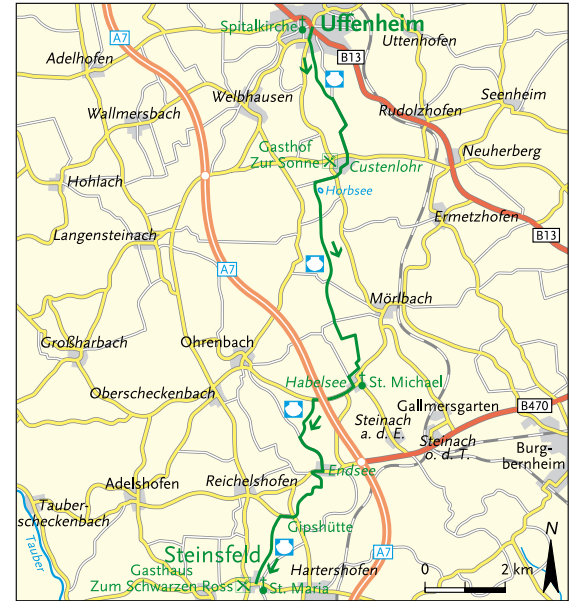 Spitalkirche
Uffenheim
A7
Uttenhofen
Adelhofen
B13
Welbhausen
Seenheim
Wallmersbach
Rudolzhofen
Gasthof
Zur Sonne
Custenlohr
Neuherberg
Hohlach
Horbsee
Ermetzhofen
Langensteinach
B13
A7
Mörlbach
Großharbach
Ohrenbach
Habelsee
St. Michael
Oberscheckenbach
Gallmersgarten
B470
Steinach
a. d. E.
Steinach
o. d. T.
Burg-
bernheim
Endsee
Adelshofen
Reichelshofen
Tauber-
scheckenbach
Gipshütte
N
Tauber
Steinsfeld
A7
Gasthaus
Zum Schwarzen Ross
Hartershofen
St. Maria
0 2 km